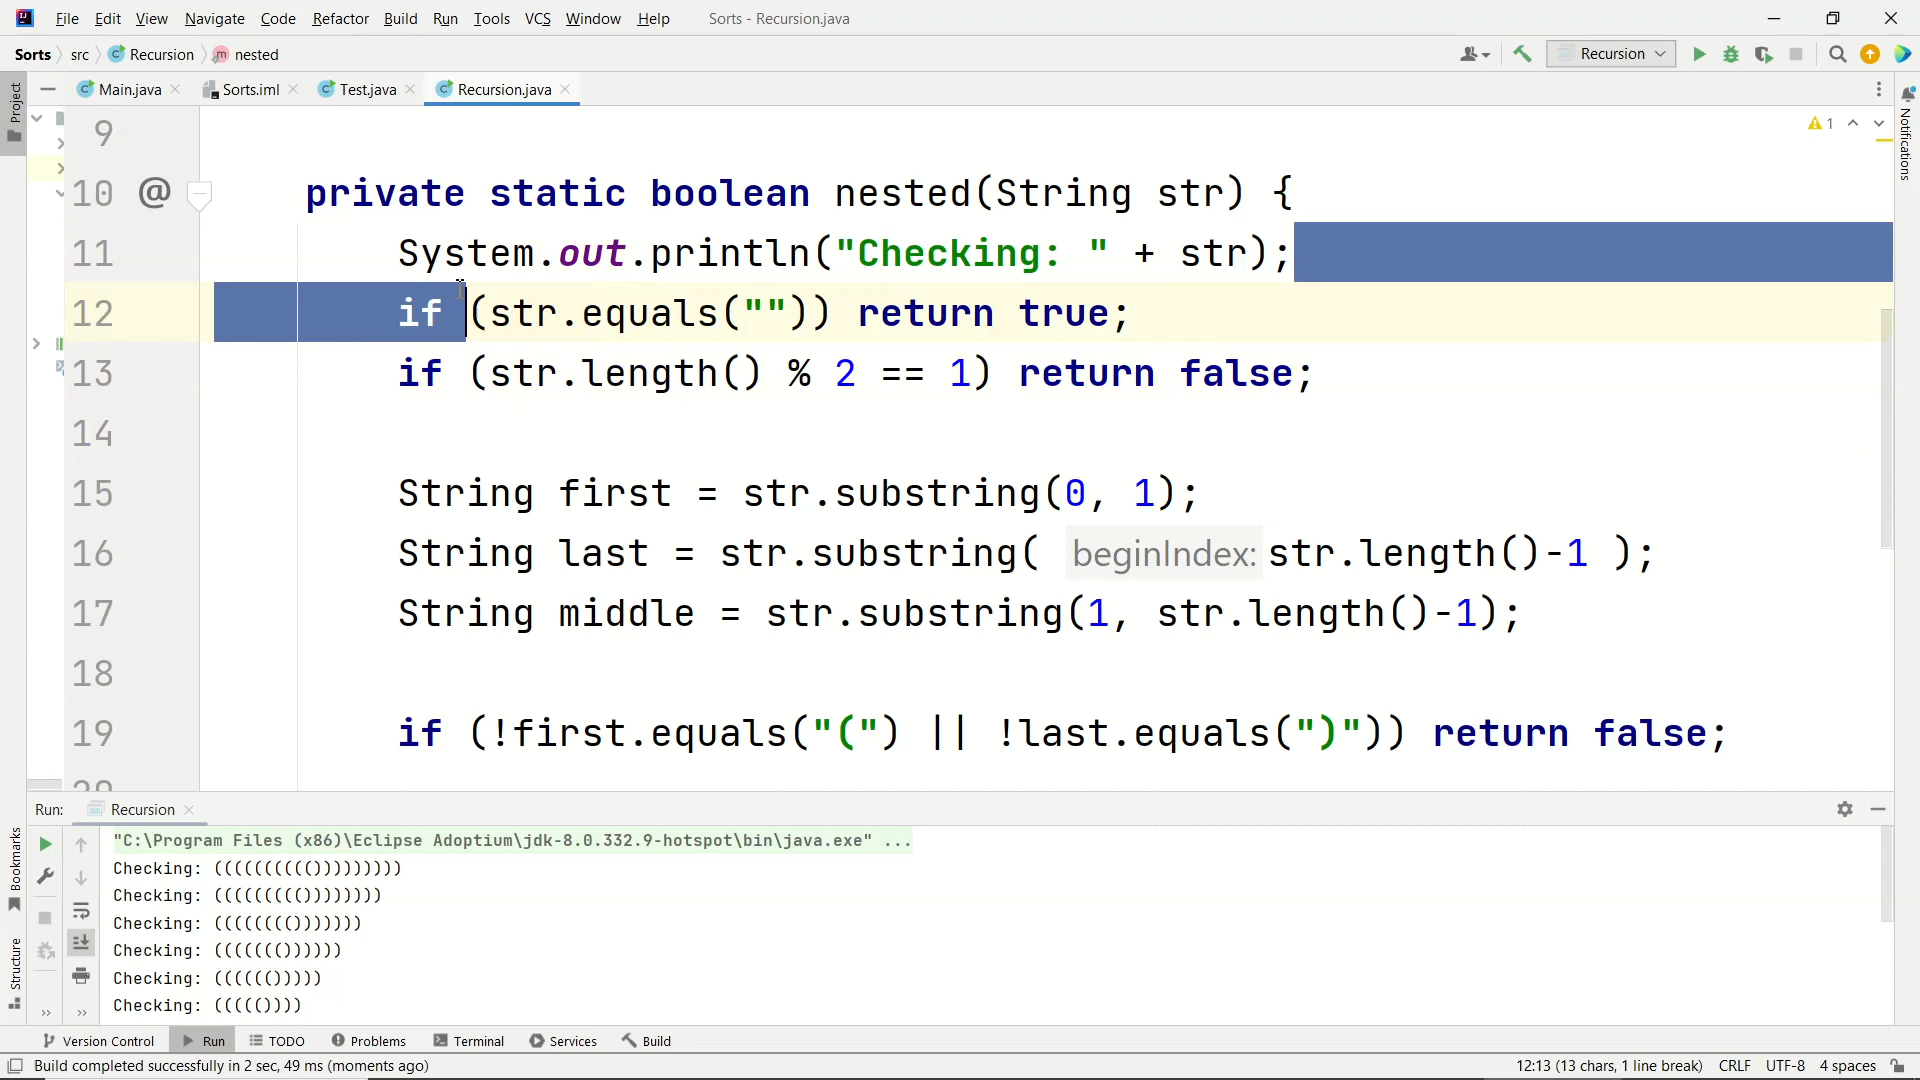 File Edit View Navigate Code Refactor Build Run Tools VCS Window Help Sorts - Recursion.java
Sorts src Recursion nested Recursion
Main.java Sorts.iml Test.java Recursion.java
Project
Notifications
1
9
10 @ private static boolean nested(String str) {
11 System.out.println("Checking: " + str);
12 if (str.equals("")) return true;
13 if (str.length() % 2 == 1) return false;
14
15 String first = str.substring(0, 1);
16 String last = str.substring( beginIndex: str.length()-1 );
17 String middle = str.substring(1, str.length()-1);
18
19 if (!first.equals("(") || !last.equals(")")) return false;
20
Run: Recursion
Bookmarks
Structure
"C:\Program Files (x86)\Eclipse Adoptium\jdk-8.0.332.9-hotspot\bin\java.exe" ...
Checking: (((((((((()))))))))
Checking: ((((((((())))))))
Checking: (((((((()))))))
Checking: ((((((())))))
Checking: (((((()))))
Checking: ((((())))
Version Control Run TODO Problems Terminal Services Build
Build completed successfully in 2 sec, 49 ms (moments ago) 12:13 (13 chars, 1 line break) CRLF UTF-8 4 spaces